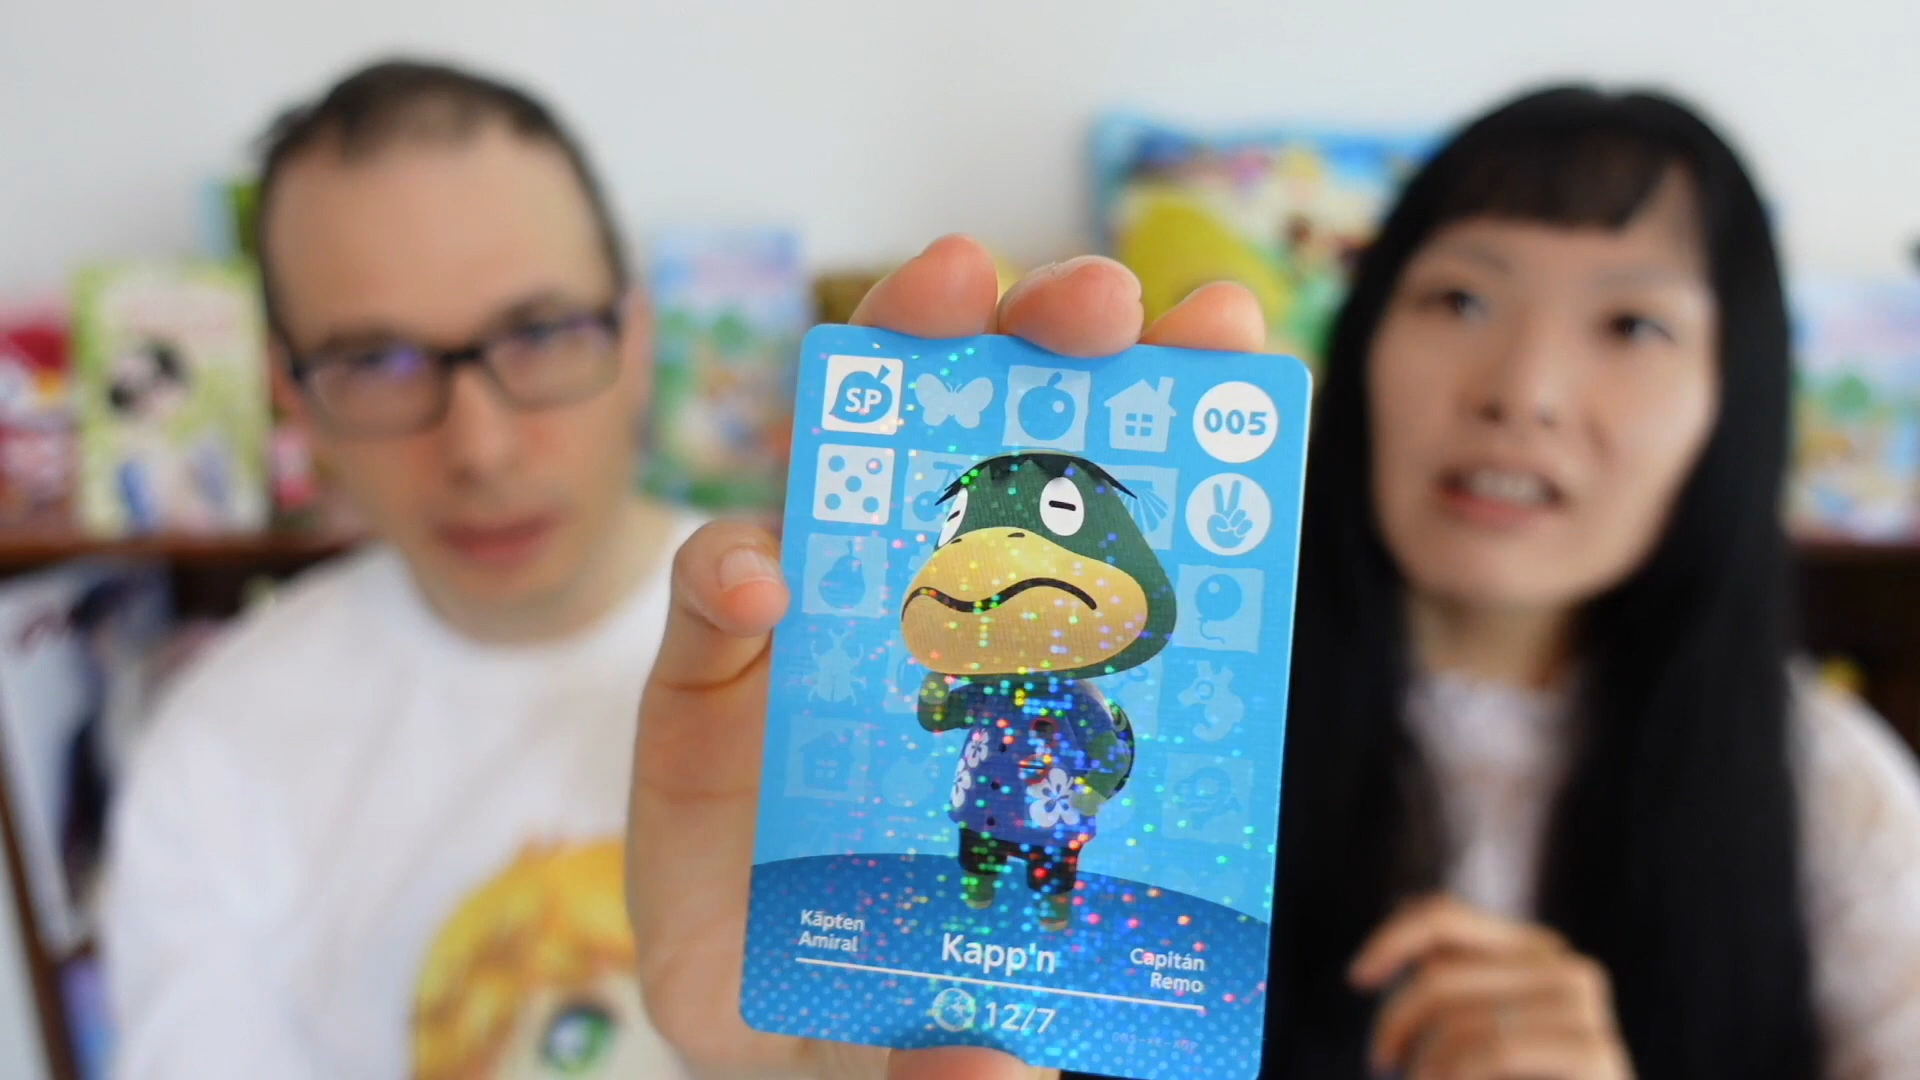 SP
005
Käpten
Amiral
Kapp'n
Capitán
Remo
12/7